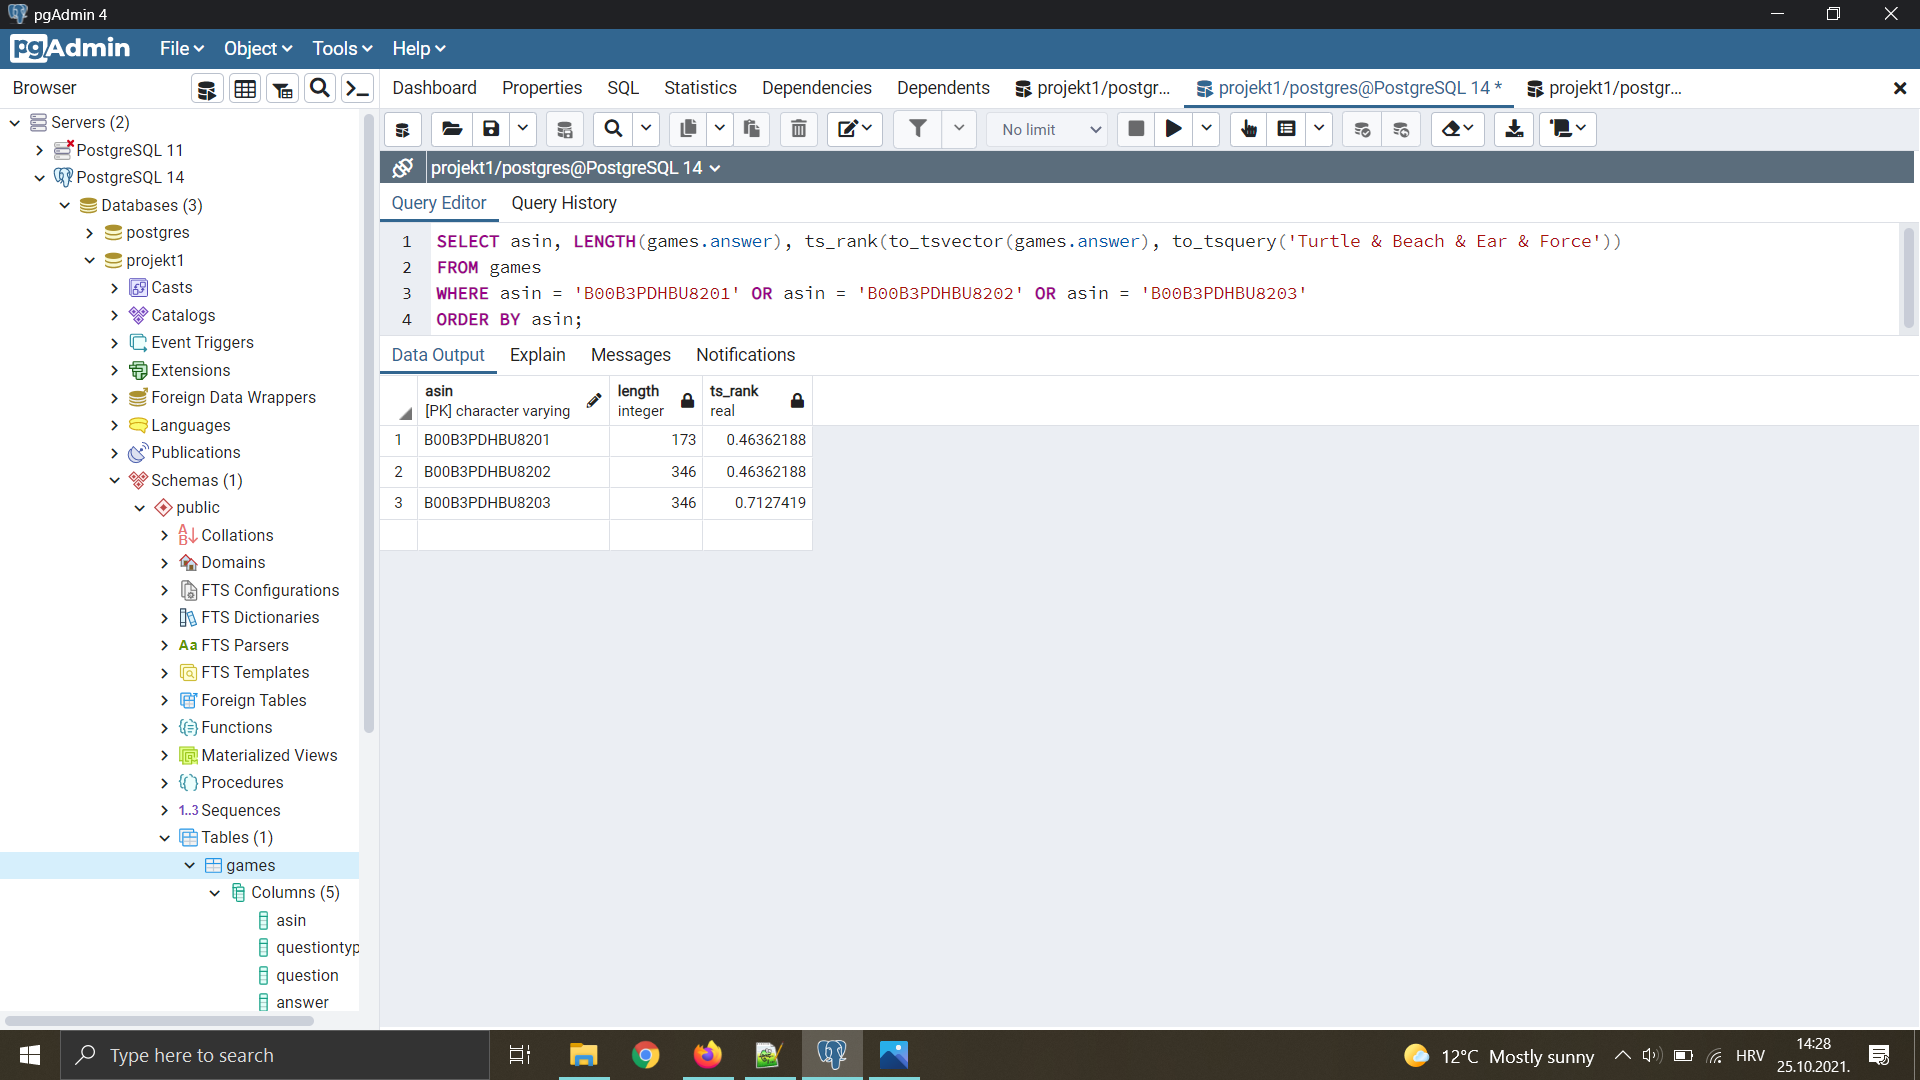 pgAdmin 4
pgAdmin File Object Tools Help
Browser
Dashboard Properties SQL Statistics Dependencies Dependents projekt1/postgr... projekt1/postgres@PostgreSQL 14 * projekt1/postgr...
No limit
projekt1/postgres@PostgreSQL 14
Query Editor Query History
1 SELECT asin, LENGTH(games.answer), ts_rank(to_tsvector(games.answer), to_tsquery('Turtle & Beach & Ear & Force'))
2 FROM games
3 WHERE asin = 'B00B3PDHBU8201' OR asin = 'B00B3PDHBU8202' OR asin = 'B00B3PDHBU8203'
4 ORDER BY asin;
Data Output Explain Messages Notifications
asin length ts_rank
[PK] character varying integer real
1 B00B3PDHBU8201 173 0.46362188
2 B00B3PDHBU8202 346 0.46362188
3 B00B3PDHBU8203 346 0.7127419
Servers (2)
PostgreSQL 11
PostgreSQL 14
Databases (3)
postgres
projekt1
Casts
Catalogs
Event Triggers
Extensions
Foreign Data Wrappers
Languages
Publications
Schemas (1)
public
Collations
Domains
FTS Configurations
FTS Dictionaries
Aa FTS Parsers
FTS Templates
Foreign Tables
Functions
Materialized Views
Procedures
1..3 Sequences
Tables (1)
games
Columns (5)
asin
questiontyp
question
answer
Type here to search
12°C Mostly sunny
HRV
14:28
25.10.2021.